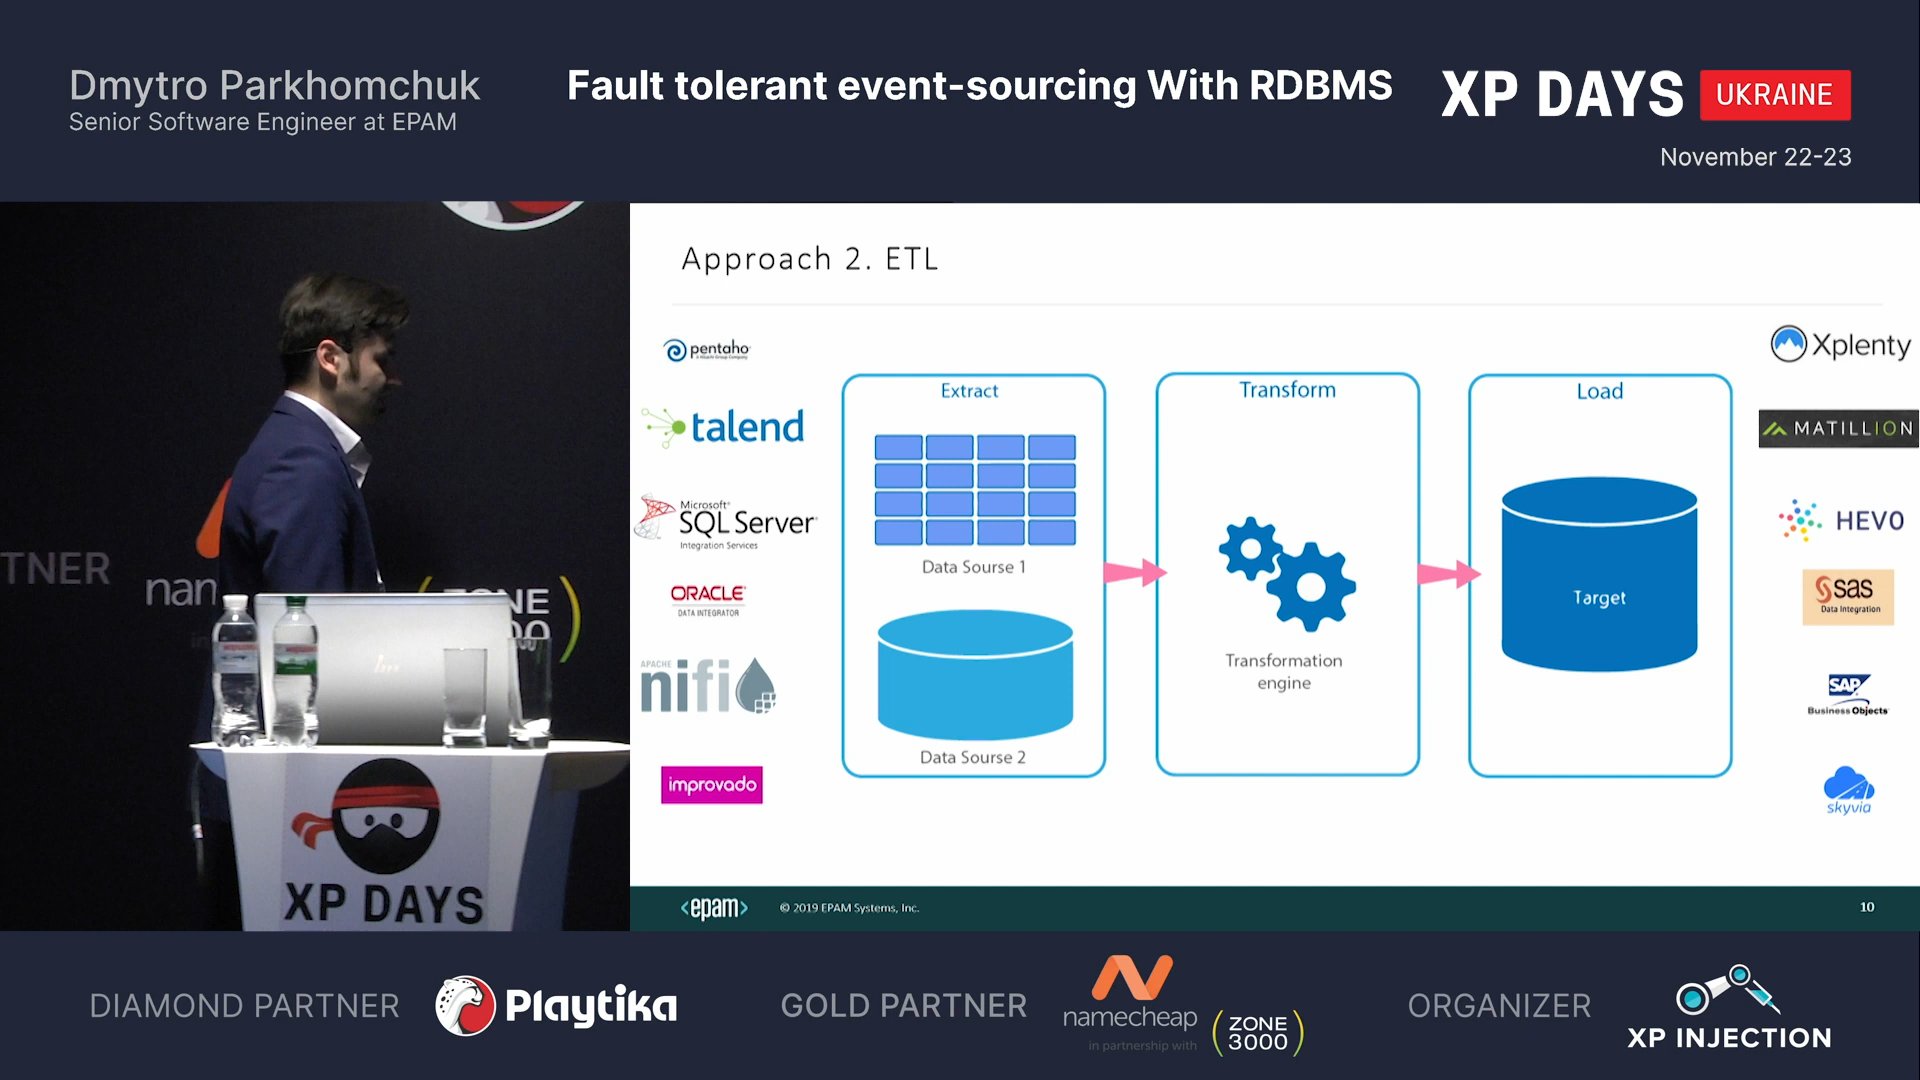 Dmytro Parkhomchuk
Senior Software Engineer at EPAM
Fault tolerant event-sourcing With RDBMS
XP DAYS UKRAINE
November 22-23
TNER
nam
ZONE
Approach 2. ETL
pentaho
talend
Microsoft
SQL Server
Integration Services
ORACLE
DATA INTEGRATOR
APACHE
nifi
improvado
Extract
Data Sourse 1
Data Sourse 2
Transform
Transformation
engine
Load
Target
Xplenty
MATILLION
HEVO
sas
Data Integration
SAP
Business Objects
skyvia
XP DAYS
<epam>
© 2019 EPAM Systems, Inc.
10
DIAMOND PARTNER
Playtika
GOLD PARTNER
namecheap
in partnership with
ZONE
3000
ORGANIZER
XP INJECTION